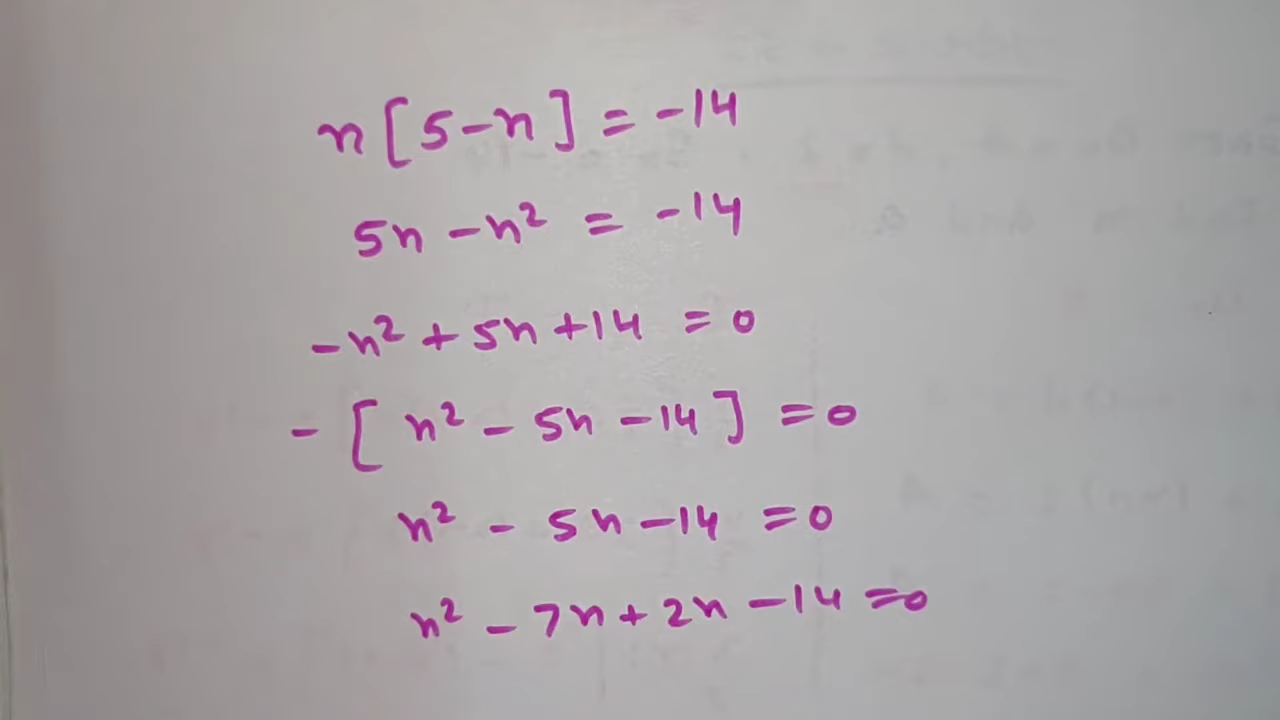 n[5-n] = -14
5n - n² = -14
-n² + 5n + 14 = 0
-[n² - 5n - 14] = 0
n² - 5n - 14 = 0
n² - 7n + 2n - 14 = 0